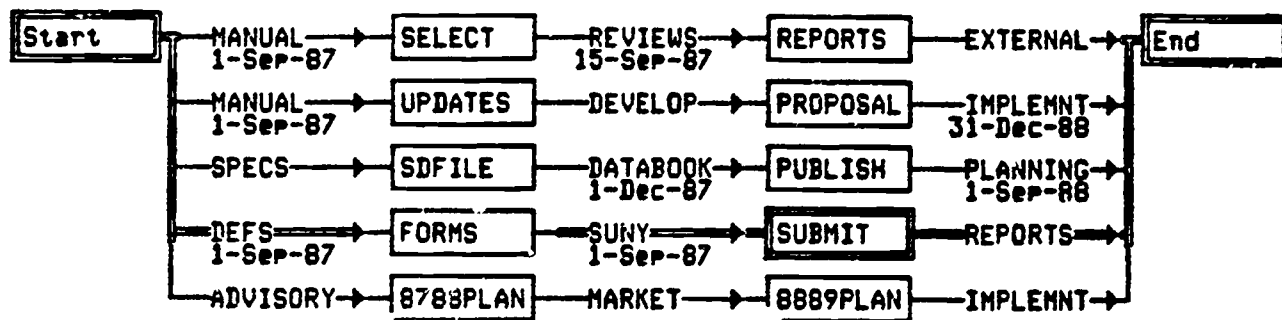 Start MANUAL SELECT REVIEWS REPORTS EXTERNAL End
1-Sep-87 15-Sep-87
MANUAL UPDATES DEVELOP PROPOSAL IMPLEMNT
1-Sep-87 31-Dec-88
SPECS SDFILE DATABOOK PUBLISH PLANNING
1-Dec-87 1-Sep-88
DEFS FORMS SUNY SUBMIT REPORTS
1-Sep-87 1-Sep-87
ADVISORY 8788PLAN MARKET 8889PLAN IMPLEMNT